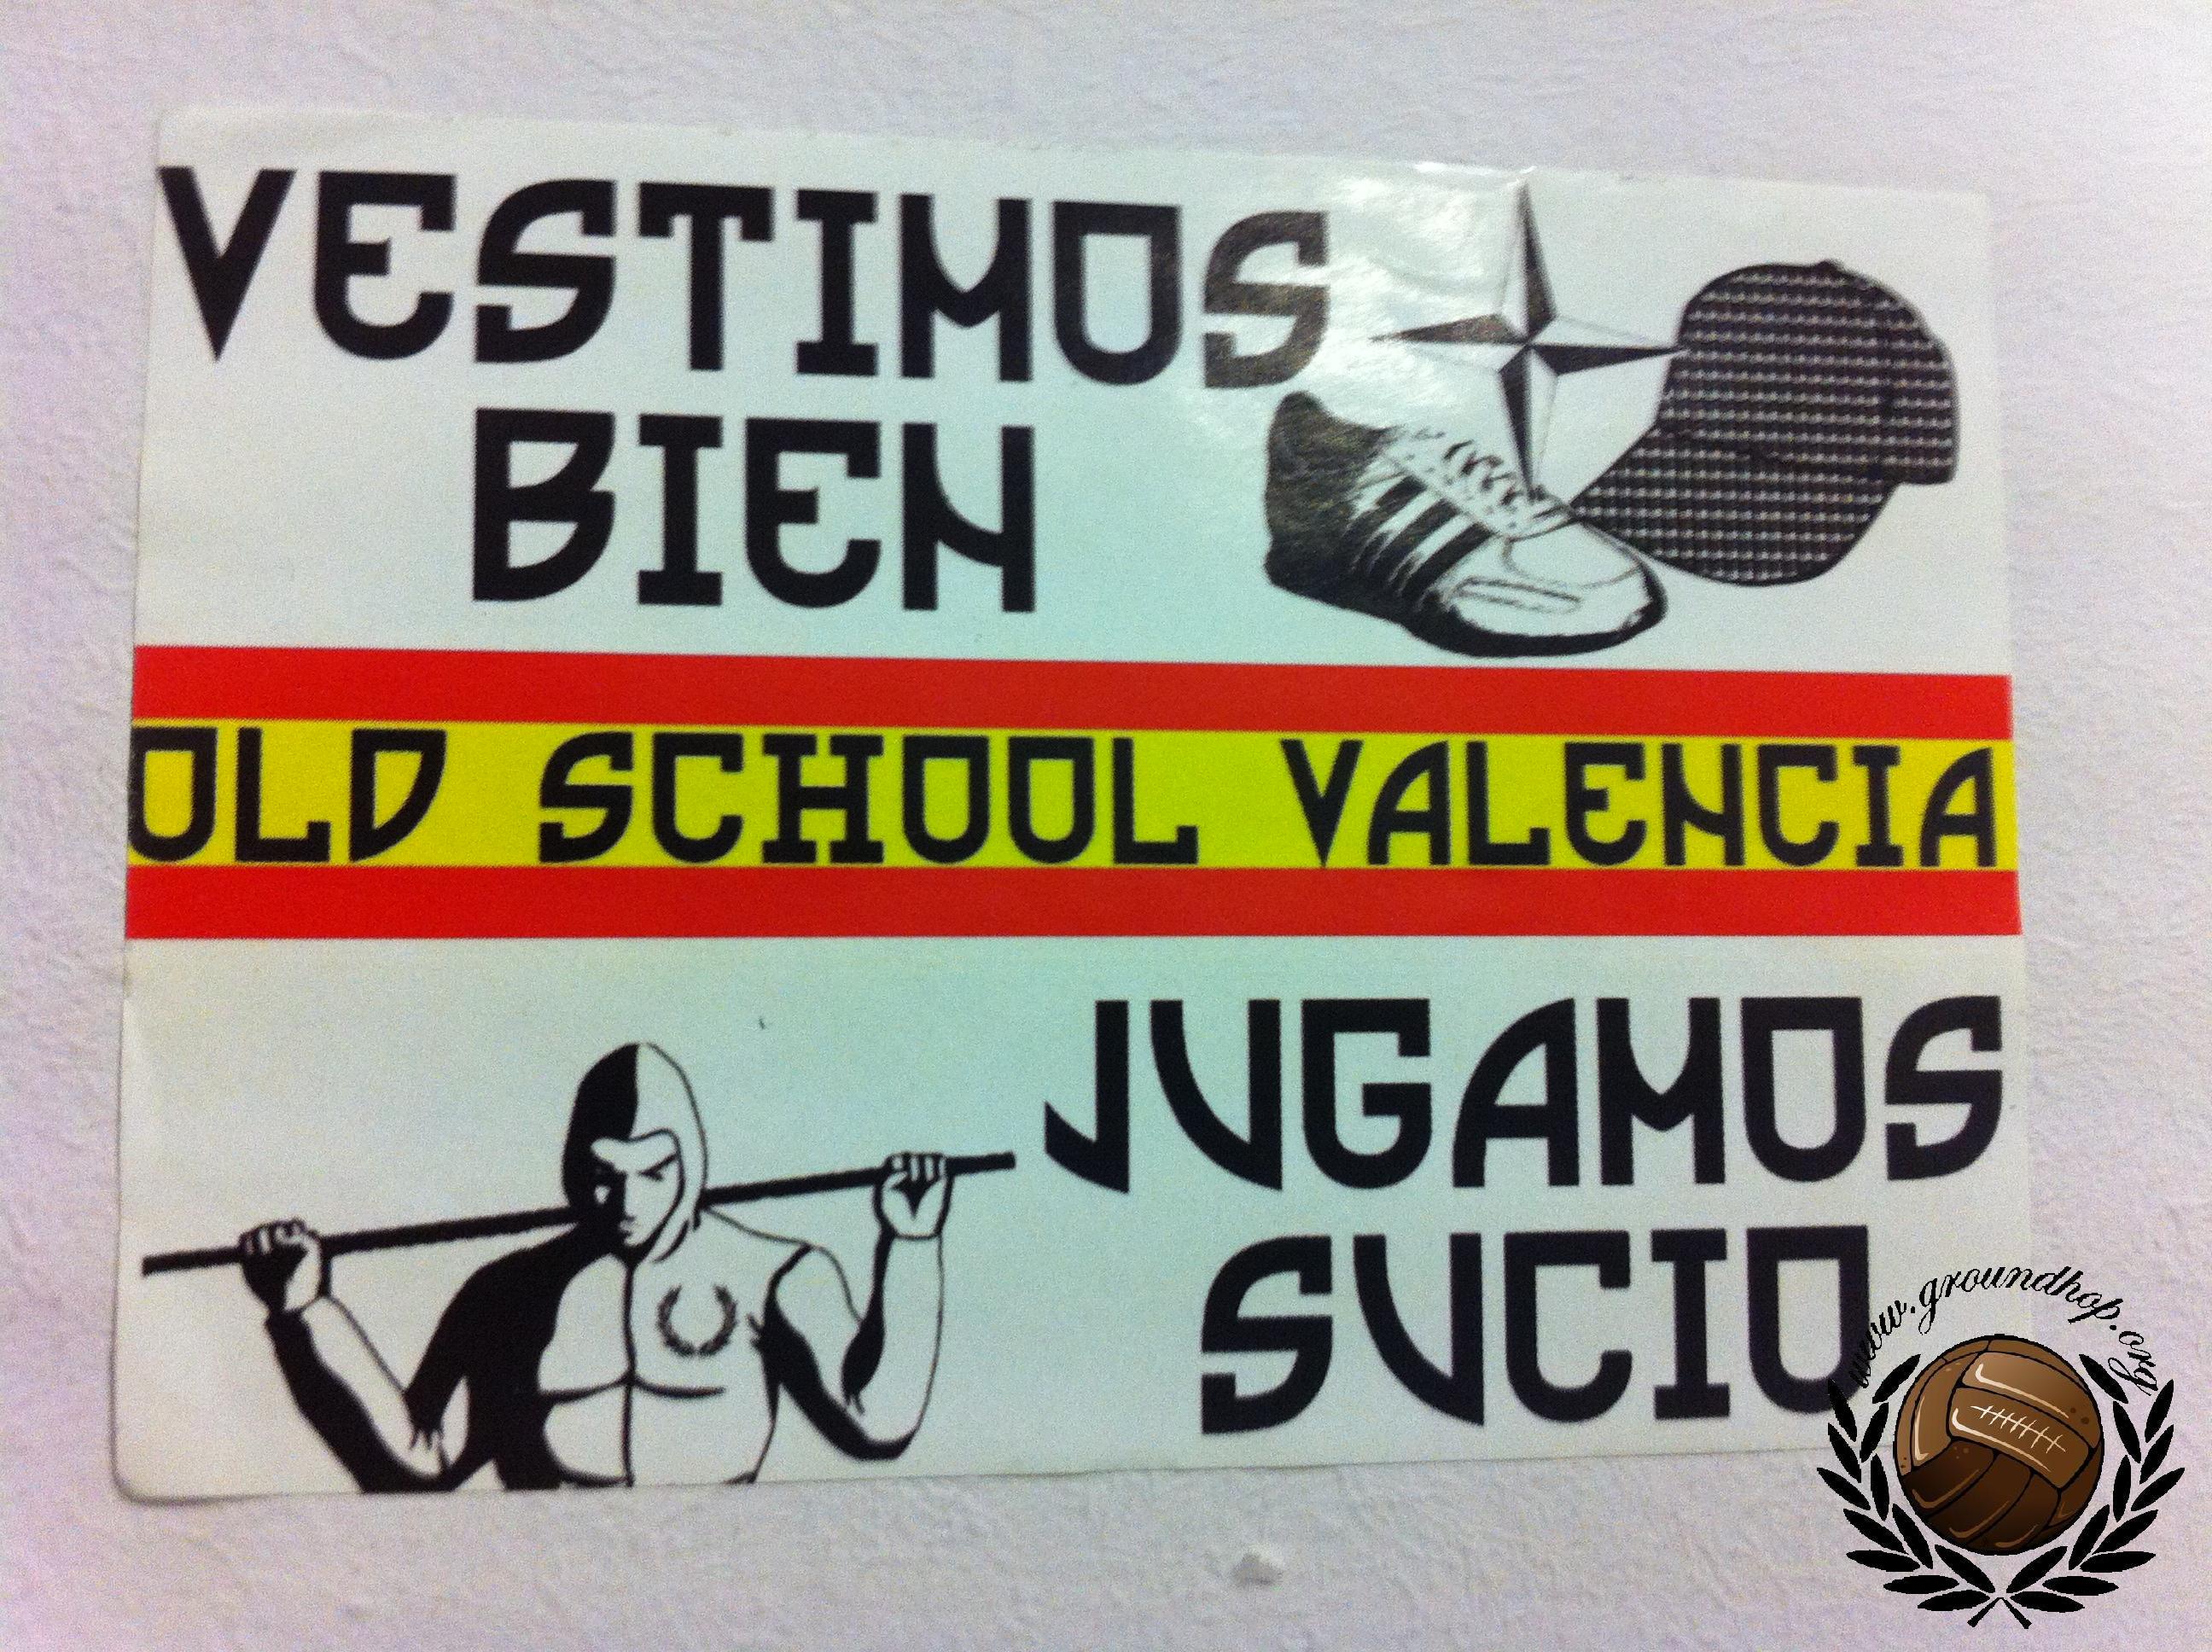 VESTIMOS
BIEN
OLD SCHOOL VALENCIA
JUGAMOS
SUCIO
www.groundhop.org